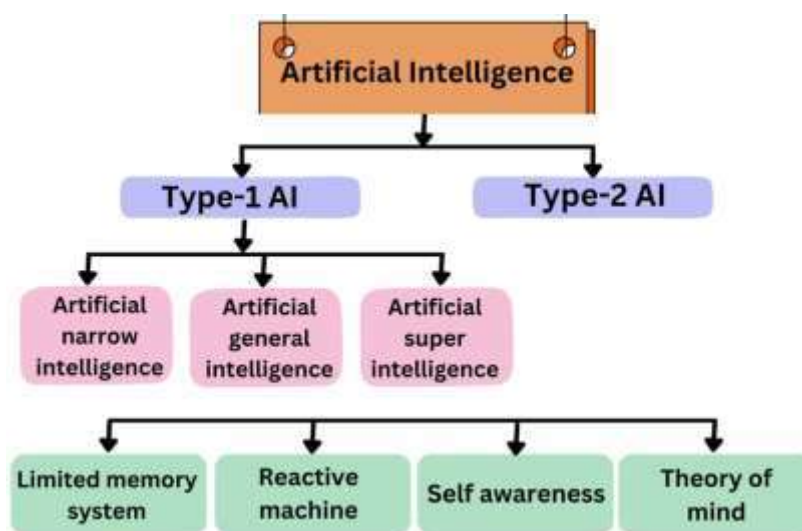 Artificial Intelligence
Type-1 AI
Type-2 AI
Artificial
narrow
intelligence
Artificial
general
intelligence
Artificial
super
intelligence
Limited memory
system
Reactive
machine
Self awareness
Theory of
mind